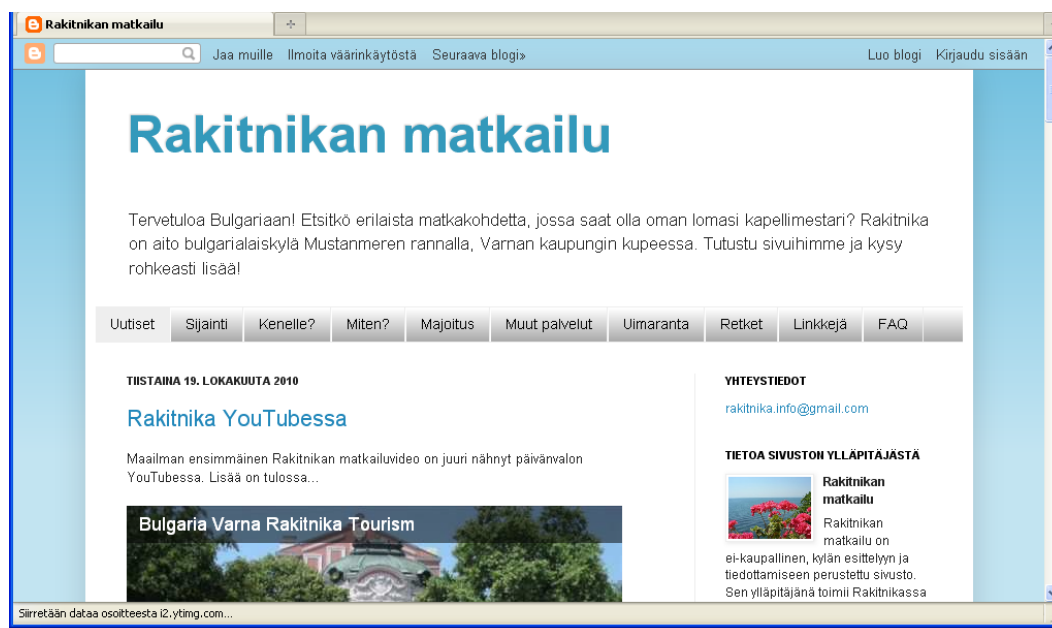 Rakitnikan matkailu
Jaa muille Ilmoita väärinkäytöstä Seuraava blogi» Luo blogi Kirjaudu sisään
Rakitnikan matkailu
Tervetuloa Bulgariaan! Etsitkö erilaista matkakohdetta, jossa saat olla oman lomasi kapellimestari? Rakitnika
on aito bulgarialaiskylä Mustanmeren rannalla, Varnan kaupungin kupeessa. Tutustu sivuihimme ja kysy
rohkeasti lisää!
Uutiset Sijainti Kenelle? Miten? Majoitus Muut palvelut Uimaranta Retket Linkkejä FAQ
TIISTAINA 19. LOKAKUUTA 2010
Rakitnika YouTubessa
Maailman ensimmäinen Rakitnikan matkailuvideo on juuri nähnyt päivänvalon
YouTubessa. Lisää on tulossa...
Bulgaria Varna Rakitnika Tourism
YHTEYSTIEDOT
rakitnika.info@gmail.com
TIETOA SIVUSTON YLLÄPITÄJÄSTÄ
Rakitnikan
matkailu
Rakitnikan
matkailu on
ei-kaupallinen, kylän esittelyyn ja
tiedottamiseen perustettu sivusto.
Sen ylläpitäjänä toimii Rakitnikassa
Siirretään dataa osoitteesta i2.ytimg.com...